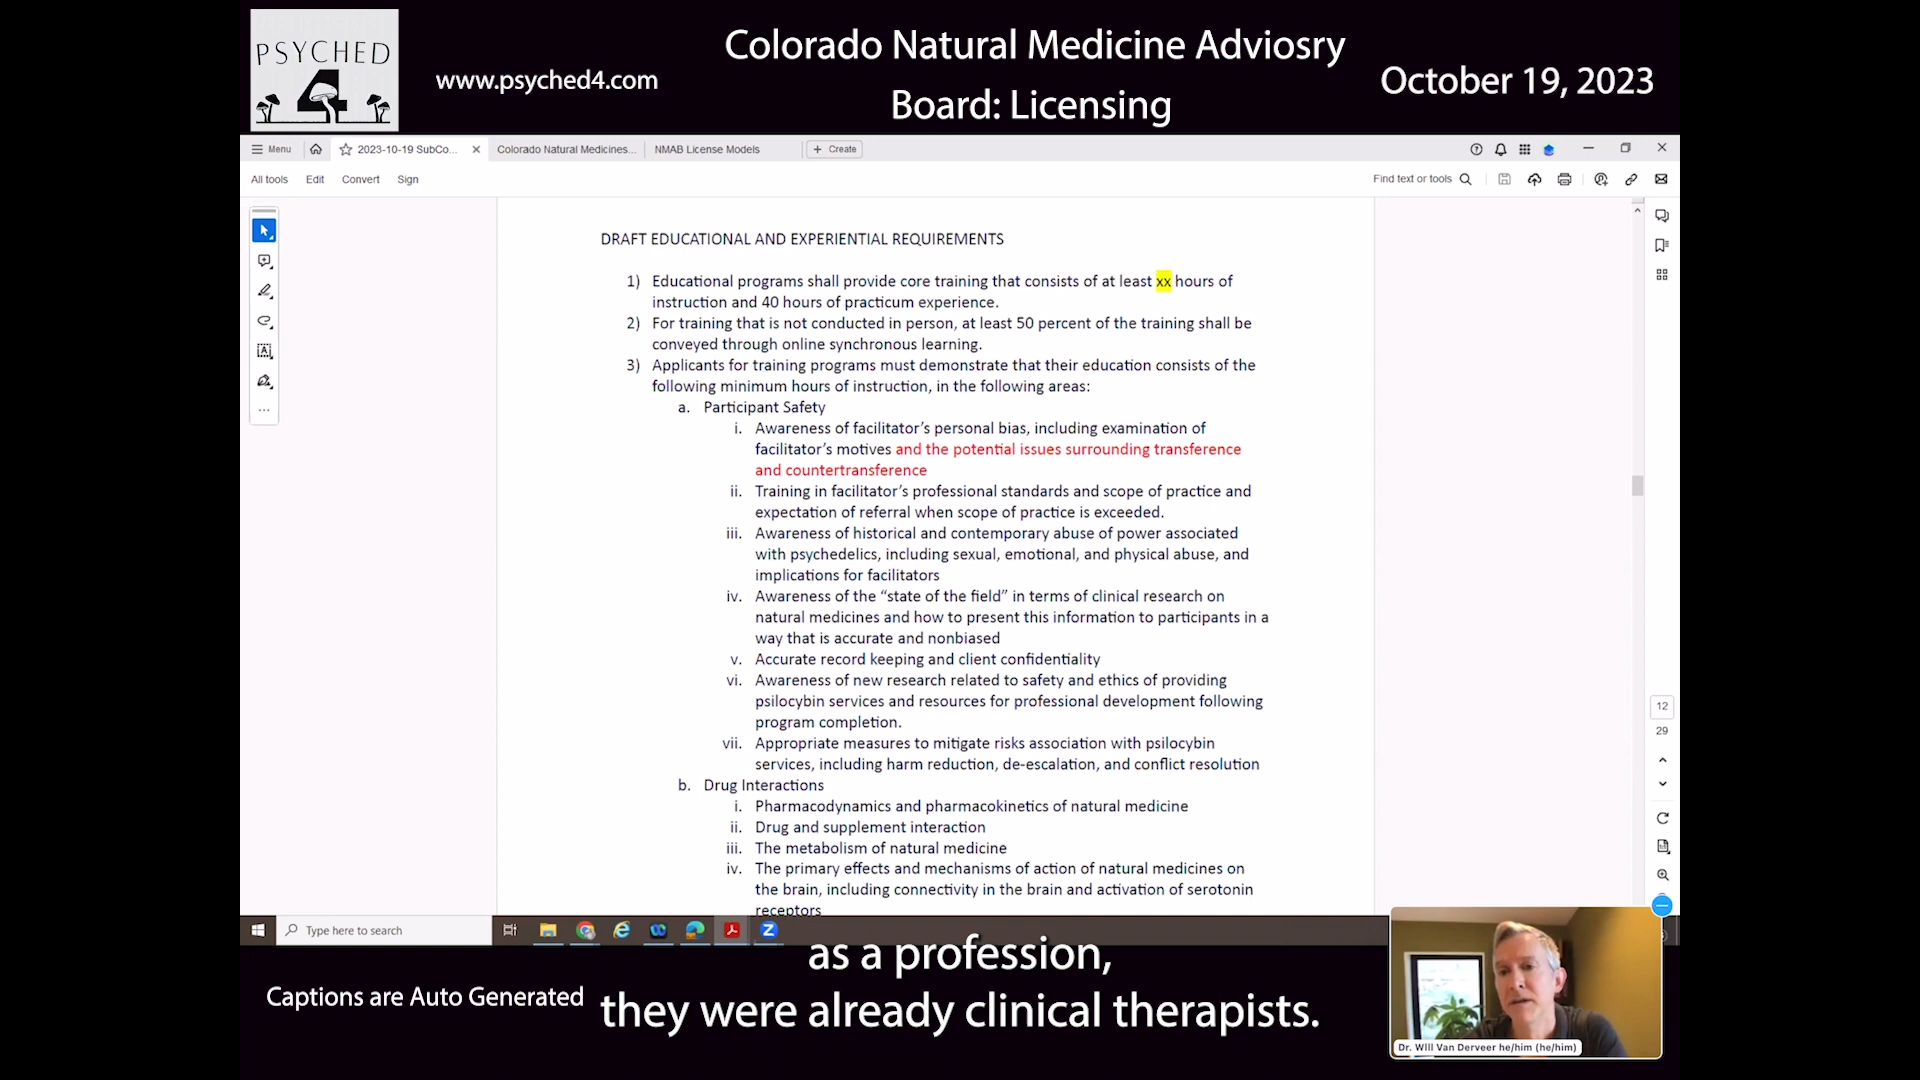 PSYCHED
4
www.psyched4.com
Colorado Natural Medicine Adviosry
Board: Licensing
October 19, 2023
Menu
2023-10-19 SubCo...
Colorado Natural Medicines...
NMAB License Models
+ Create
All tools
Edit
Convert
Sign
Find text or tools
DRAFT EDUCATIONAL AND EXPERIENTIAL REQUIREMENTS
1) Educational programs shall provide core training that consists of at least xx hours of
instruction and 40 hours of practicum experience.
2) For training that is not conducted in person, at least 50 percent of the training shall be
conveyed through online synchronous learning.
3) Applicants for training programs must demonstrate that their education consists of the
following minimum hours of instruction, in the following areas:
a. Participant Safety
i. Awareness of facilitator's personal bias, including examination of
facilitator's motives and the potential issues surrounding transference
and countertransference
ii. Training in facilitator's professional standards and scope of practice and
expectation of referral when scope of practice is exceeded.
iii. Awareness of historical and contemporary abuse of power associated
with psychedelics, including sexual, emotional, and physical abuse, and
implications for facilitators
iv. Awareness of the “state of the field” in terms of clinical research on
natural medicines and how to present this information to participants in a
way that is accurate and nonbiased
v. Accurate record keeping and client confidentiality
vi. Awareness of new research related to safety and ethics of providing
psilocybin services and resources for professional development following
program completion.
vii. Appropriate measures to mitigate risks association with psilocybin
services, including harm reduction, de-escalation, and conflict resolution
b. Drug Interactions
i. Pharmacodynamics and pharmacokinetics of natural medicine
ii. Drug and supplement interaction
iii. The metabolism of natural medicine
iv. The primary effects and mechanisms of action of natural medicines on
the brain, including connectivity in the brain and activation of serotonin
receptors
12
29
Type here to search
as a profession,
they were already clinical therapists.
Captions are Auto Generated
Dr. Will Van Derveer he/him (he/him)